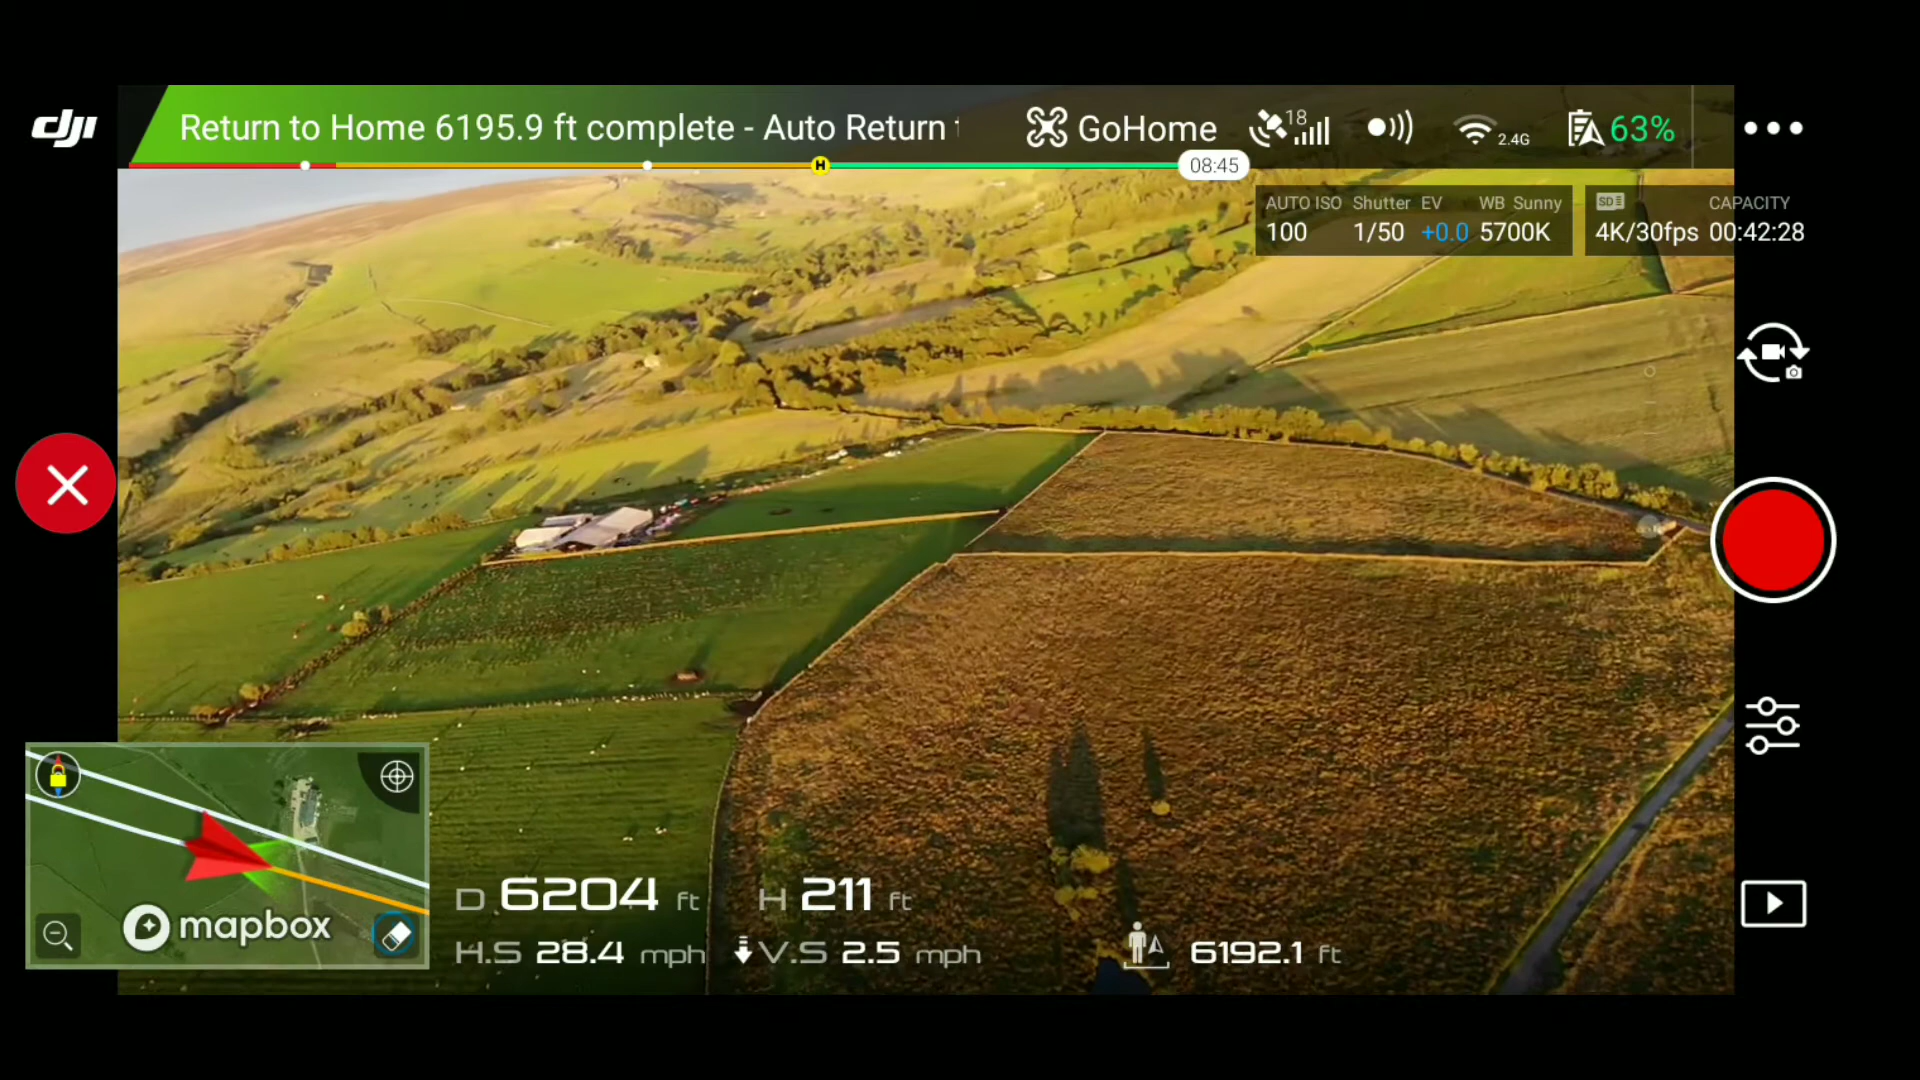 dji
Return to Home 6195.9 ft complete - Auto Return
GoHome
18
2.4G
63%
H
08:45
AUTO ISO Shutter EV WB Sunny
100 1/50 +0.0 5700K
SD CAPACITY
4K/30fps 00:42:28
mapbox
D 6204 ft H 211 ft
H.S 28.4 mph V.S 2.5 mph 6192.1 ft